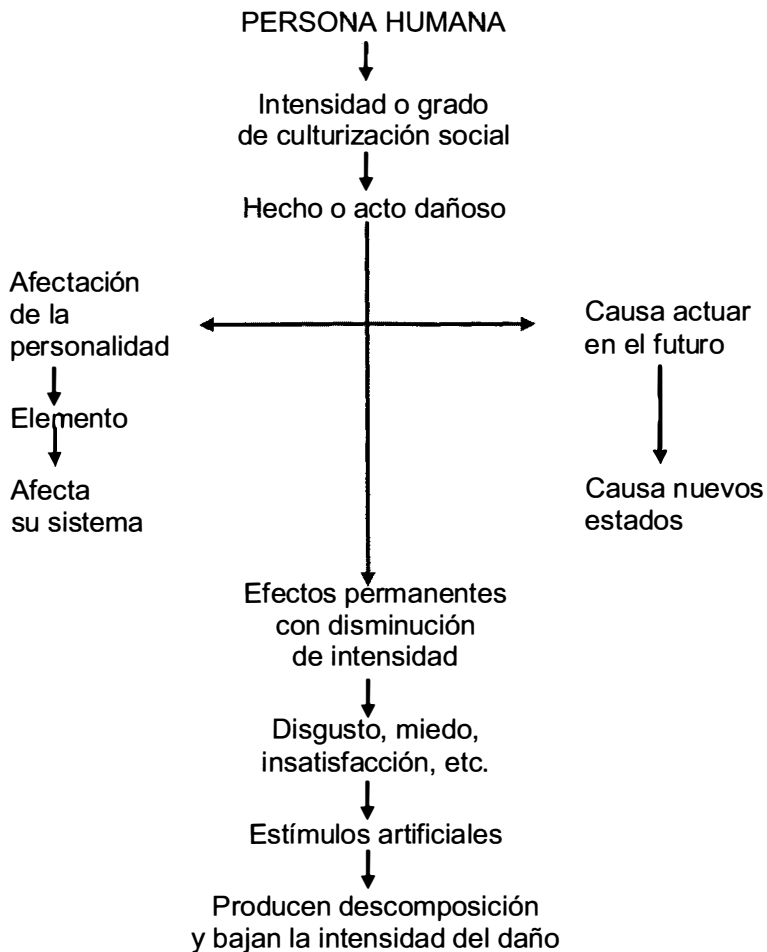 PERSONA HUMANA
Intensidad o grado
de culturización social
Hecho o acto dañoso
Afectación
de la
personalidad
Elemento
Afecta
su sistema
Causa actuar
en el futuro
Causa nuevos
estados
Efectos permanentes
con disminución
de intensidad
Disgusto, miedo,
insatisfacción, etc.
Estímulos artificiales
Producen descomposición
y bajan la intensidad del daño